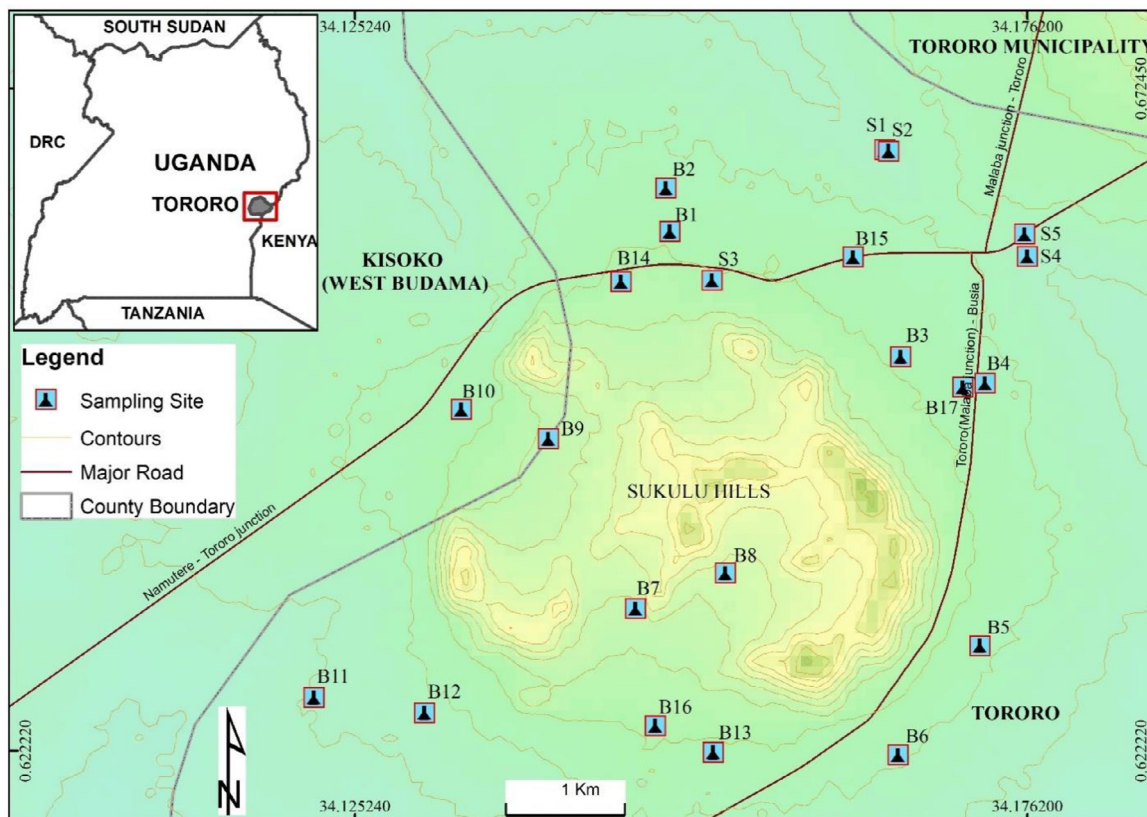 SOUTH SUDAN
DRC
UGANDA
TORORO
KENYA
TANZANIA
34.125240
34.176200
TORORO MUNICIPALITY
0.672450
Malaba junction - Tororo
S1
S2
B2
B1
B15
S5
S4
KISOKO
(WEST BUDAMA)
B14
S3
B3
B4
B17
Tororo(Malaba junction) - Busia
Legend
Sampling Site
Contours
Major Road
County Boundary
B10
B9
SUKULU HILLS
Namutere - Tororo junction
B8
B7
B5
B11
B12
B16
B13
B6
TORORO
0.622220
0.622220
N
34.125240
1 Km
34.176200